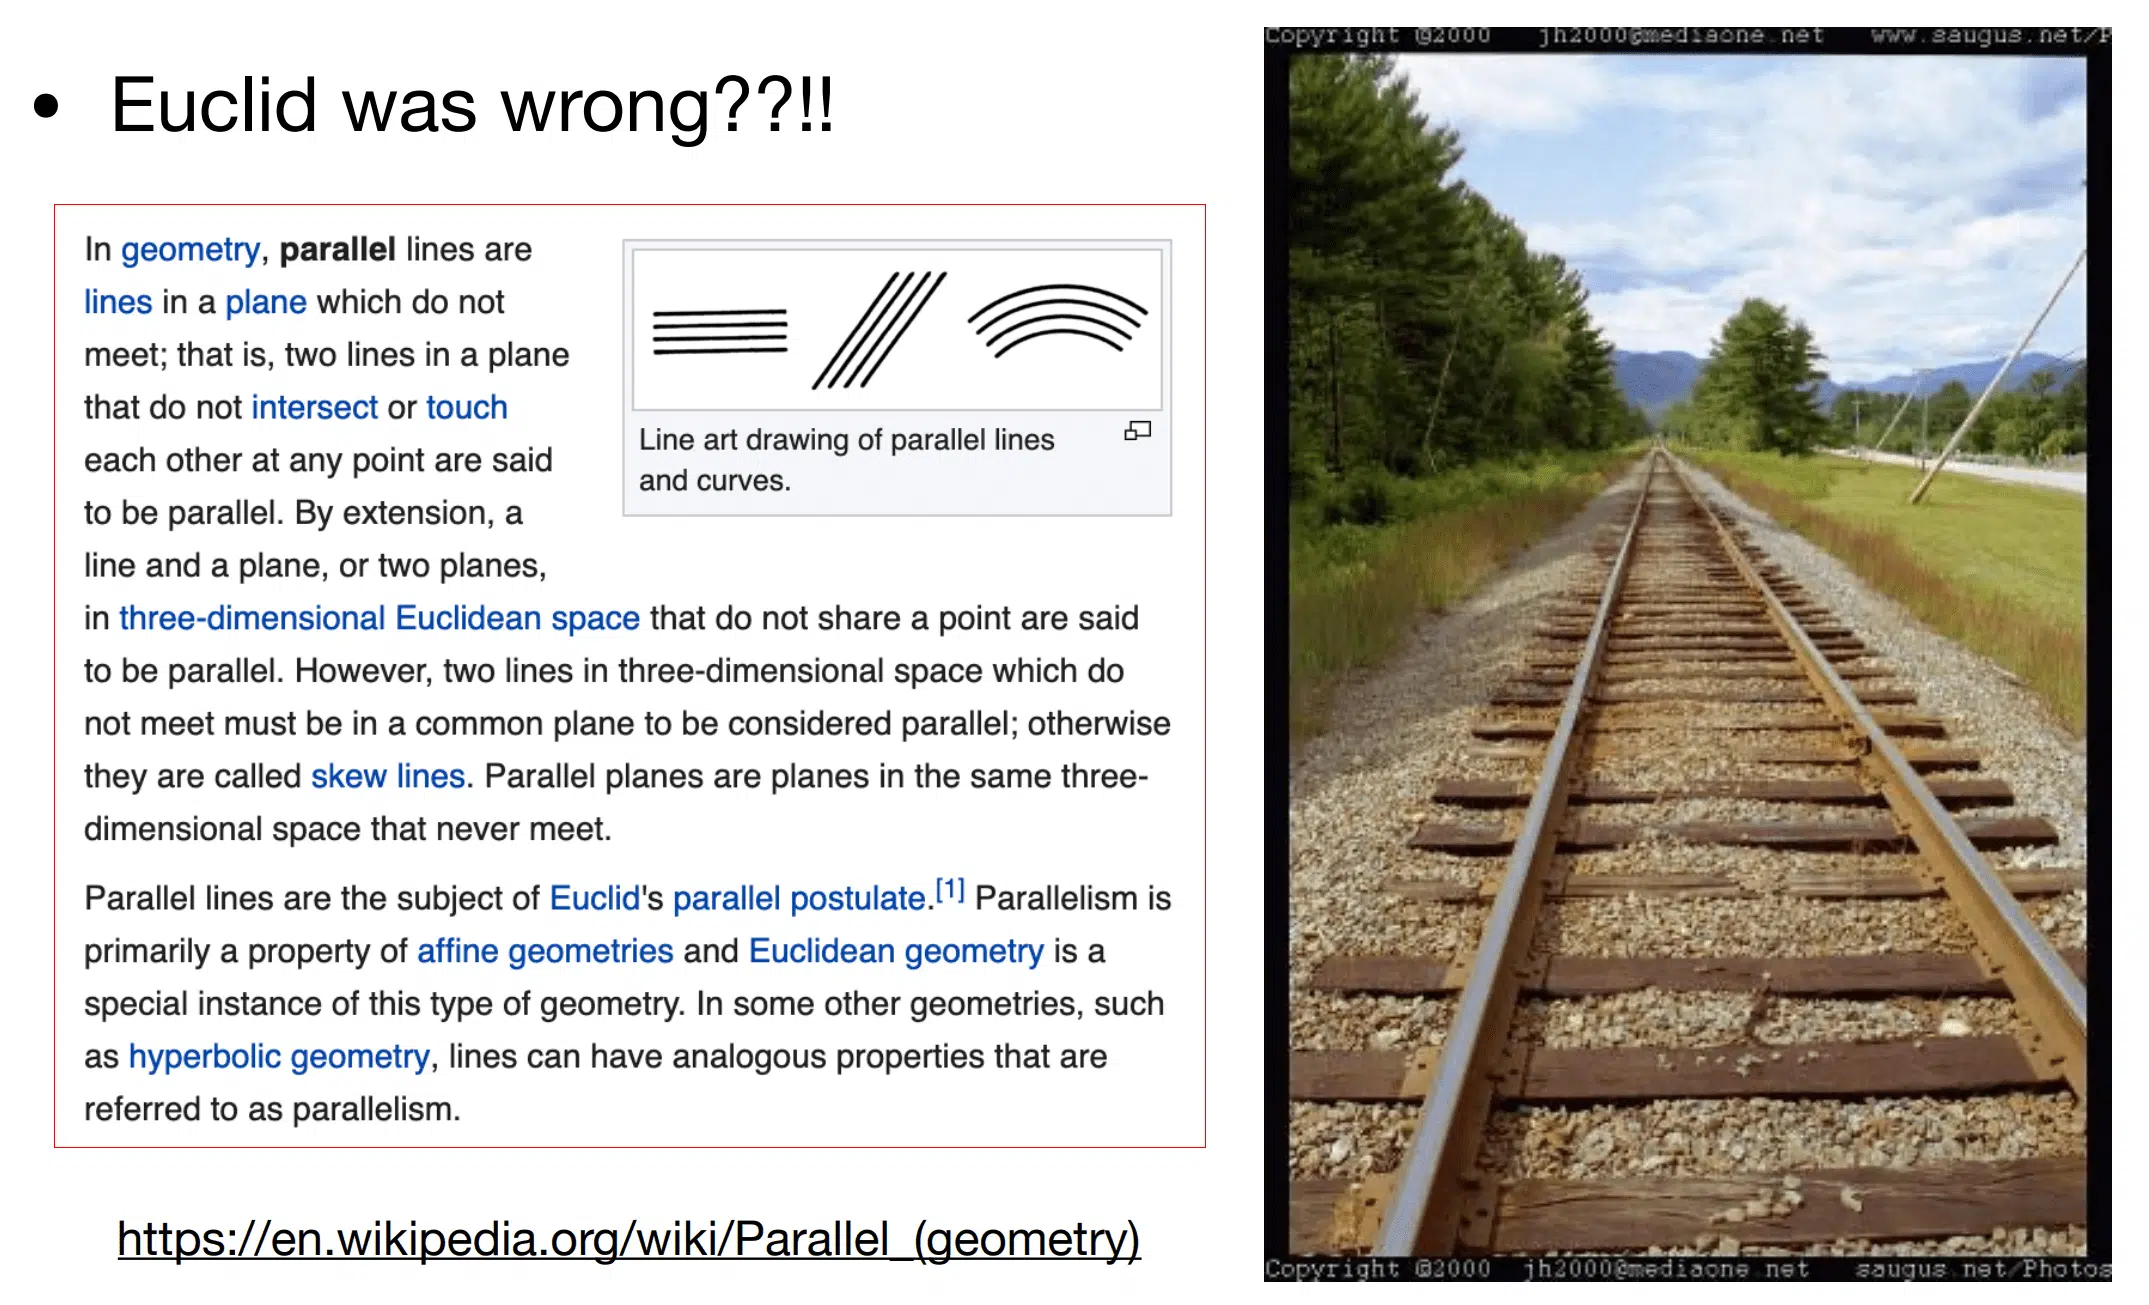 • Euclid was wrong??!!
In geometry, parallel lines are
lines in a plane which do not
meet; that is, two lines in a plane
that do not intersect or touch
each other at any point are said
to be parallel. By extension, a
line and a plane, or two planes,
in three-dimensional Euclidean space that do not share a point are said
to be parallel. However, two lines in three-dimensional space which do
not meet must be in a common plane to be considered parallel; otherwise
they are called skew lines. Parallel planes are planes in the same three-
dimensional space that never meet.
Line art drawing of parallel lines
and curves.
Parallel lines are the subject of Euclid's parallel postulate.[1] Parallelism is
primarily a property of affine geometries and Euclidean geometry is a
special instance of this type of geometry. In some other geometries, such
as hyperbolic geometry, lines can have analogous properties that are
referred to as parallelism.
https://en.wikipedia.org/wiki/Parallel_(geometry)
Copyright @2000 jh2000@mediaone.net www.saugus.net/P
Copyright @2000 jh2000@mediaone.net saugus.net/Photos